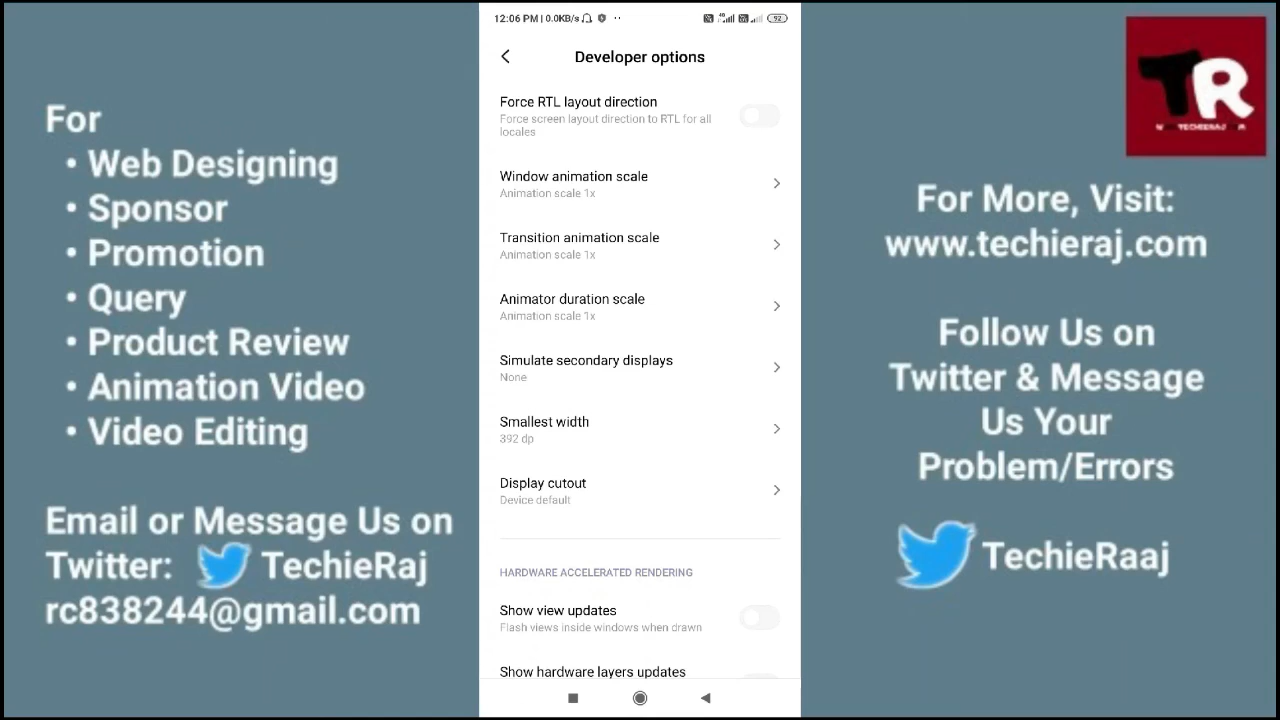 For
• Web Designing
• Sponsor
• Promotion
• Query
• Product Review
• Animation Video
• Video Editing
Email or Message Us on
Twitter: TechieRaj
rc838244@gmail.com
12:06 PM | 0.0KB/s
4G
92
Developer options
Force RTL layout direction
Force screen layout direction to RTL for all
locales
Window animation scale
Animation scale 1x
Transition animation scale
Animation scale 1x
Animator duration scale
Animation scale 1x
Simulate secondary displays
None
Smallest width
392 dp
Display cutout
Device default
HARDWARE ACCELERATED RENDERING
Show view updates
Flash views inside windows when drawn
Show hardware layers updates
TR
For More, Visit:
www.techieraj.com
Follow Us on
Twitter & Message
Us Your
Problem/Errors
TechieRaaj